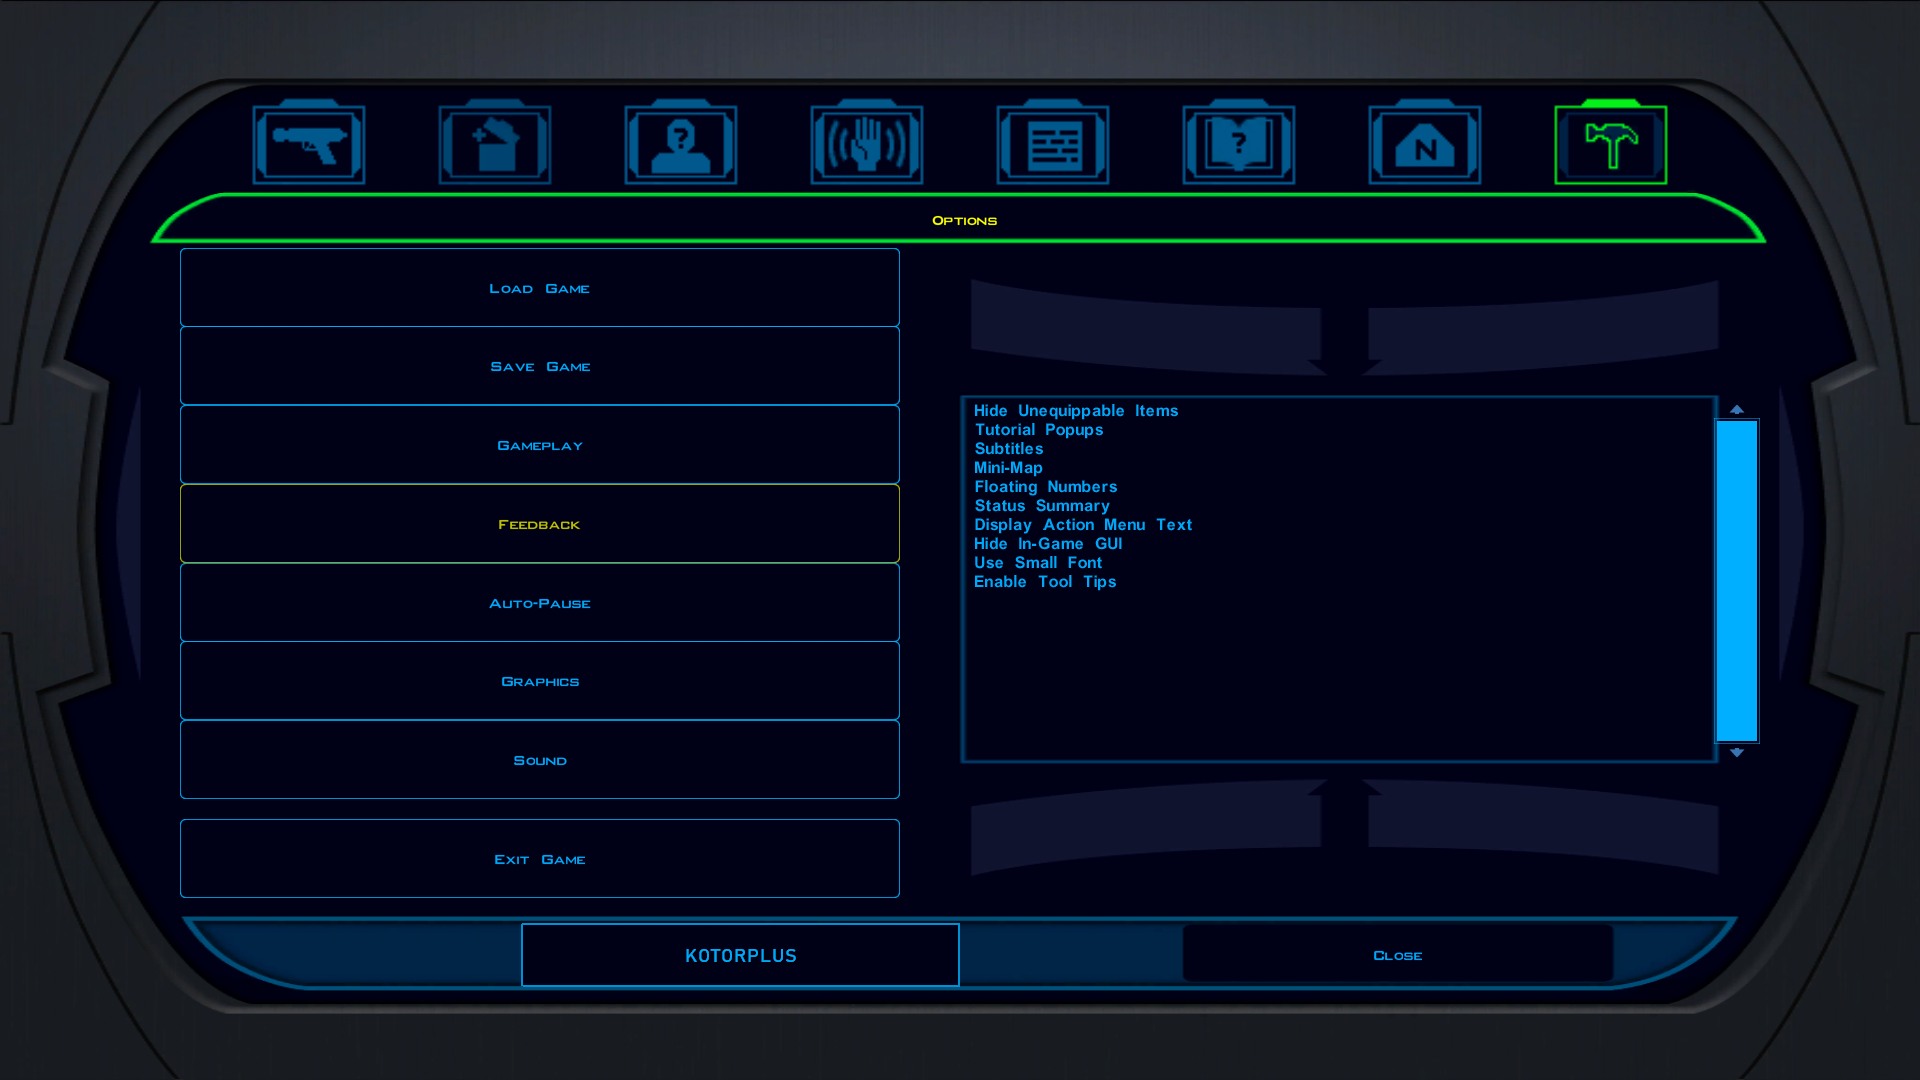 ?
?
N
Options
Load Game
Save Game
Gameplay
Feedback
Auto-Pause
Graphics
Sound
Exit Game
Hide Unequippable Items
Tutorial Popups
Subtitles
Mini-Map
Floating Numbers
Status Summary
Display Action Menu Text
Hide In-Game GUI
Use Small Font
Enable Tool Tips
KOTORPLUS
Close